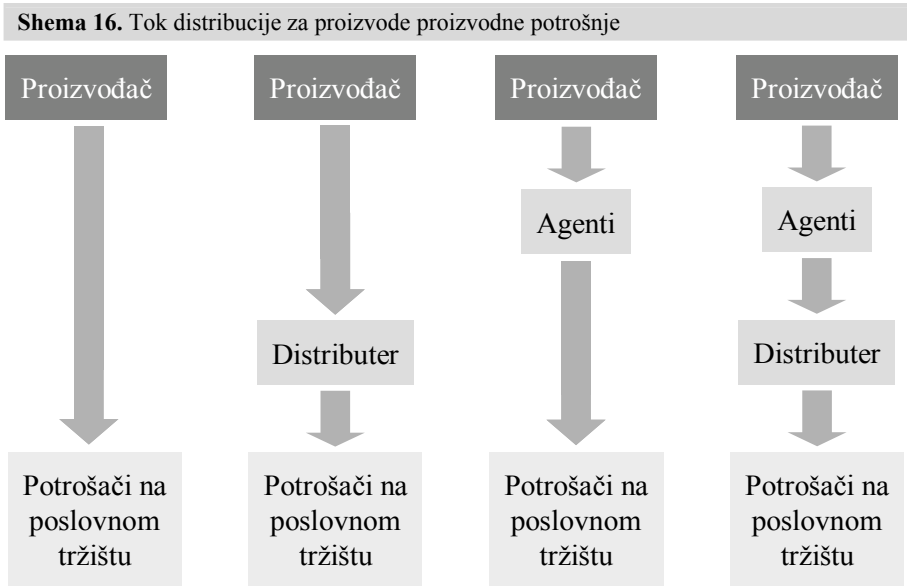 Shema 16. Tok distribucije za proizvode proizvodne potrošnje
Proizvođač
Proizvođač
Proizvođač
Proizvođač
Agenti
Agenti
Distributer
Distributer
Potrošači na
poslovnom
tržištu
Potrošači na
poslovnom
tržištu
Potrošači na
poslovnom
tržištu
Potrošači na
poslovnom
tržištu